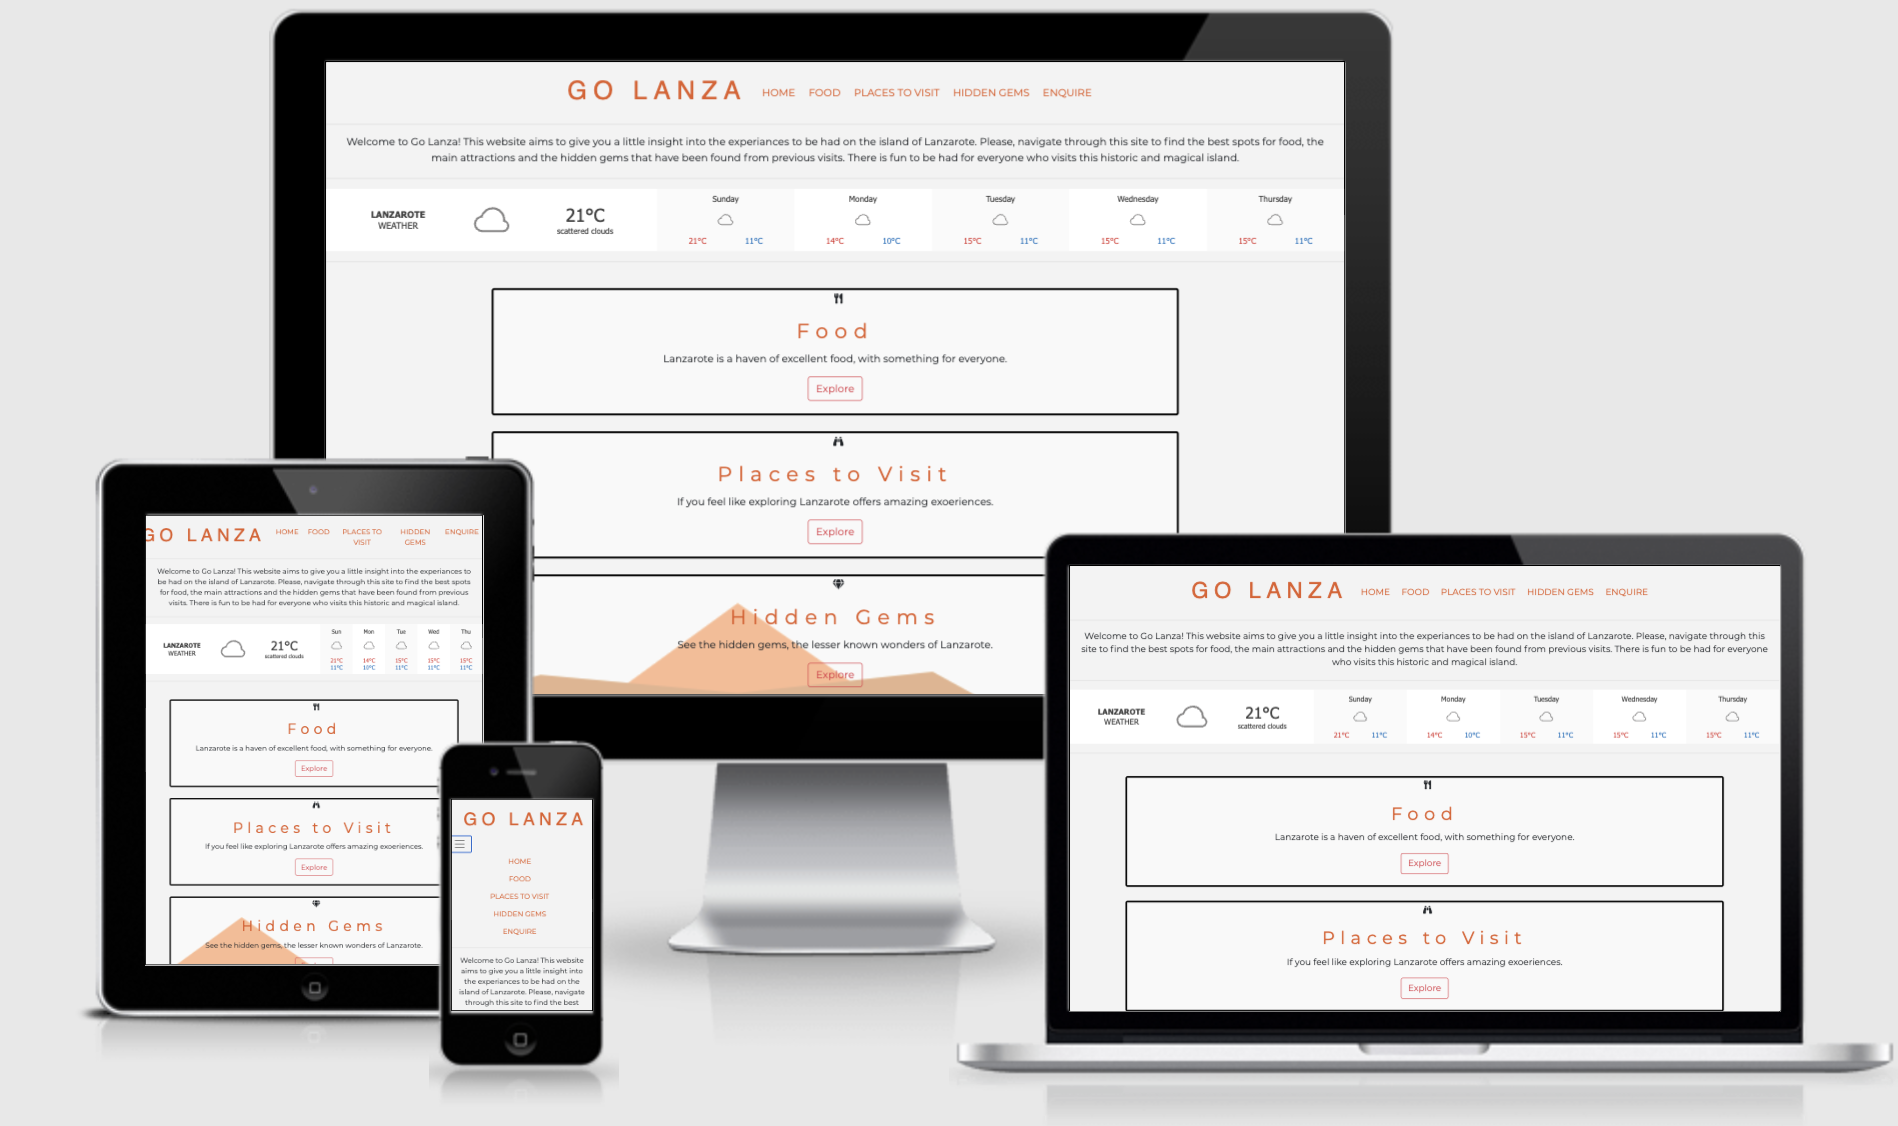 GO LANZA HOME FOOD PLACES TO VISIT HIDDEN GEMS ENQUIRE
Welcome to Go Lanza! This website aims to give you a little insight into the experiances to be had on the island of Lanzarote. Please, navigate through this site to find the best spots for food, the
main attractions and the hidden gems that have been found from previous visits. There is fun to be had for everyone who visits this historic and magical island.
Sunday Monday Tuesday Wednesday Thursday
LANZAROTE
WEATHER
21°C
scattered clouds
21°C 11°C 14°C 10°C 15°C 11°C 15°C 11°C 15°C 11°C
Food
Lanzarote is a haven of excellent food, with something for everyone.
Explore
Places to Visit
If you feel like exploring Lanzarote offers amazing exoeriences.
Explore
Hidden Gems
See the hidden gems, the lesser known wonders of Lanzarote.
Explore
GO LANZA HOME FOOD PLACES TO VISIT HIDDEN GEMS ENQUIRE
Welcome to Go Lanza! This website aims to give you a little insight into the experiances to
be had on the island of Lanzarote. Please, navigate through this site to find the best spots
for food, the main attractions and the hidden gems that have been found from previous
visits. There is fun to be had for everyone who visits this historic and magical island.
Sun Mon Tue Wed Thu
LANZAROTE
WEATHER
21°C
scattered clouds
21°C 14°C 15°C 15°C 15°C
11°C 10°C 11°C 11°C 11°C
Food
Lanzarote is a haven of excellent food, with something for everyone.
Explore
Places to Visit
If you feel like exploring Lanzarote offers amazing exoeriences.
Explore
Hidden Gems
See the hidden gems, the lesser known wonders of Lanzarote.
GO LANZA
HOME
FOOD
PLACES TO VISIT
HIDDEN GEMS
ENQUIRE
Welcome to Go Lanza! This website
aims to give you a little insight into
the experiances to be had on the
island of Lanzarote. Please, navigate
through this site to find the best
GO LANZA HOME FOOD PLACES TO VISIT HIDDEN GEMS ENQUIRE
Welcome to Go Lanza! This website aims to give you a little insight into the experiances to be had on the island of Lanzarote. Please, navigate through this
site to find the best spots for food, the main attractions and the hidden gems that have been found from previous visits. There is fun to be had for everyone
who visits this historic and magical island.
Sunday Monday Tuesday Wednesday Thursday
LANZAROTE
WEATHER
21°C
scattered clouds
21°C 11°C 14°C 10°C 15°C 11°C 15°C 11°C 15°C 11°C
Food
Lanzarote is a haven of excellent food, with something for everyone.
Explore
Places to Visit
If you feel like exploring Lanzarote offers amazing exoeriences.
Explore